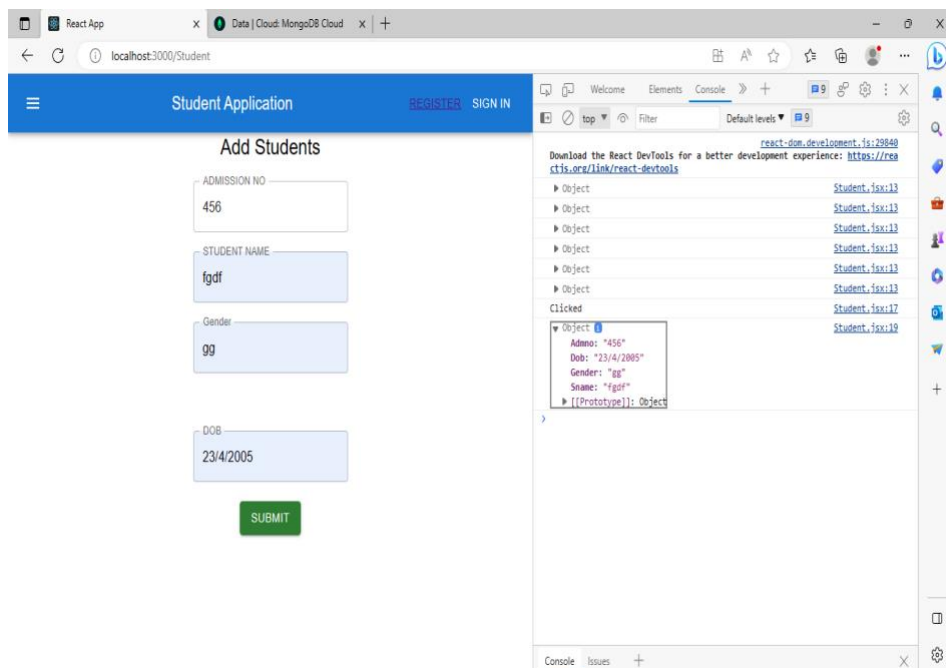 React App
Data | Cloud: MongoDB Cloud
localhost:3000/Student
Student Application
REGISTER
SIGN IN
Add Students
ADMISSION NO
456
STUDENT NAME
fgdf
Gender
gg
DOB
23/4/2005
SUBMIT
Welcome Elements Console
9
top Filter Default levels 9
react-dom.development.js:29840
Download the React DevTools for a better development experience: https://rea
ctjs.org/link/react-devtools
Object Student.jsx:13
Object Student.jsx:13
Object Student.jsx:13
Object Student.jsx:13
Object Student.jsx:13
Object Student.jsx:13
Clicked Student.jsx:17
Object Student.jsx:19
Admno: "456"
Dob: "23/4/2005"
Gender: "gg"
Sname: "fgdf"
[[Prototype]]: Object
Console Issues